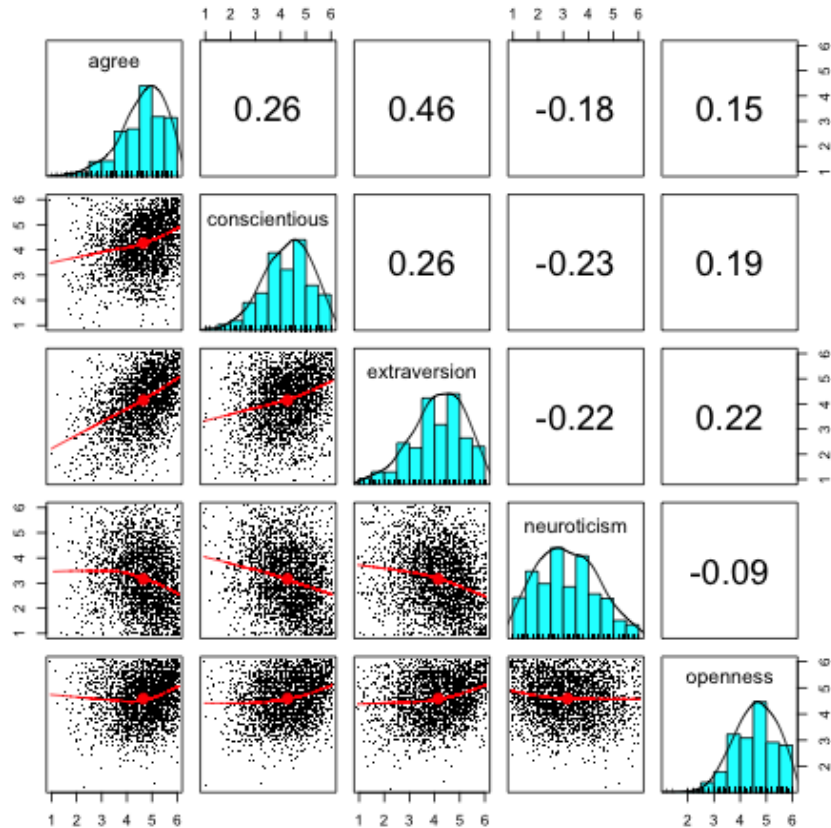 1 2 3 4 5 6
1 2 3 4 5 6
agree
0.26
0.46
-0.18
0.15
1 2 3 4 5 6
1 2 3 4 5 6
conscientious
0.26
-0.23
0.19
extraversion
-0.22
0.22
1 2 3 4 5 6
1 2 3 4 5 6
neuroticism
-0.09
openness
2 3 4 5 6
1 2 3 4 5 6
1 2 3 4 5 6
2 3 4 5 6